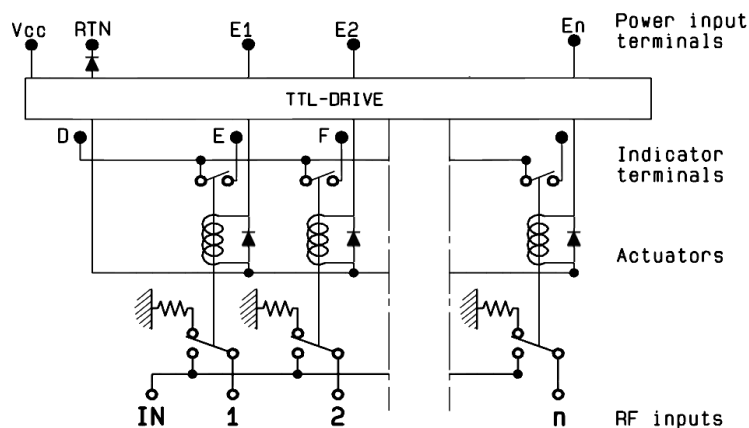 Vcc RTN E1 E2 En Power input
terminals
TTL-DRIVE
D E F Indicator
terminals
Actuators
IN 1 2 n RF inputs